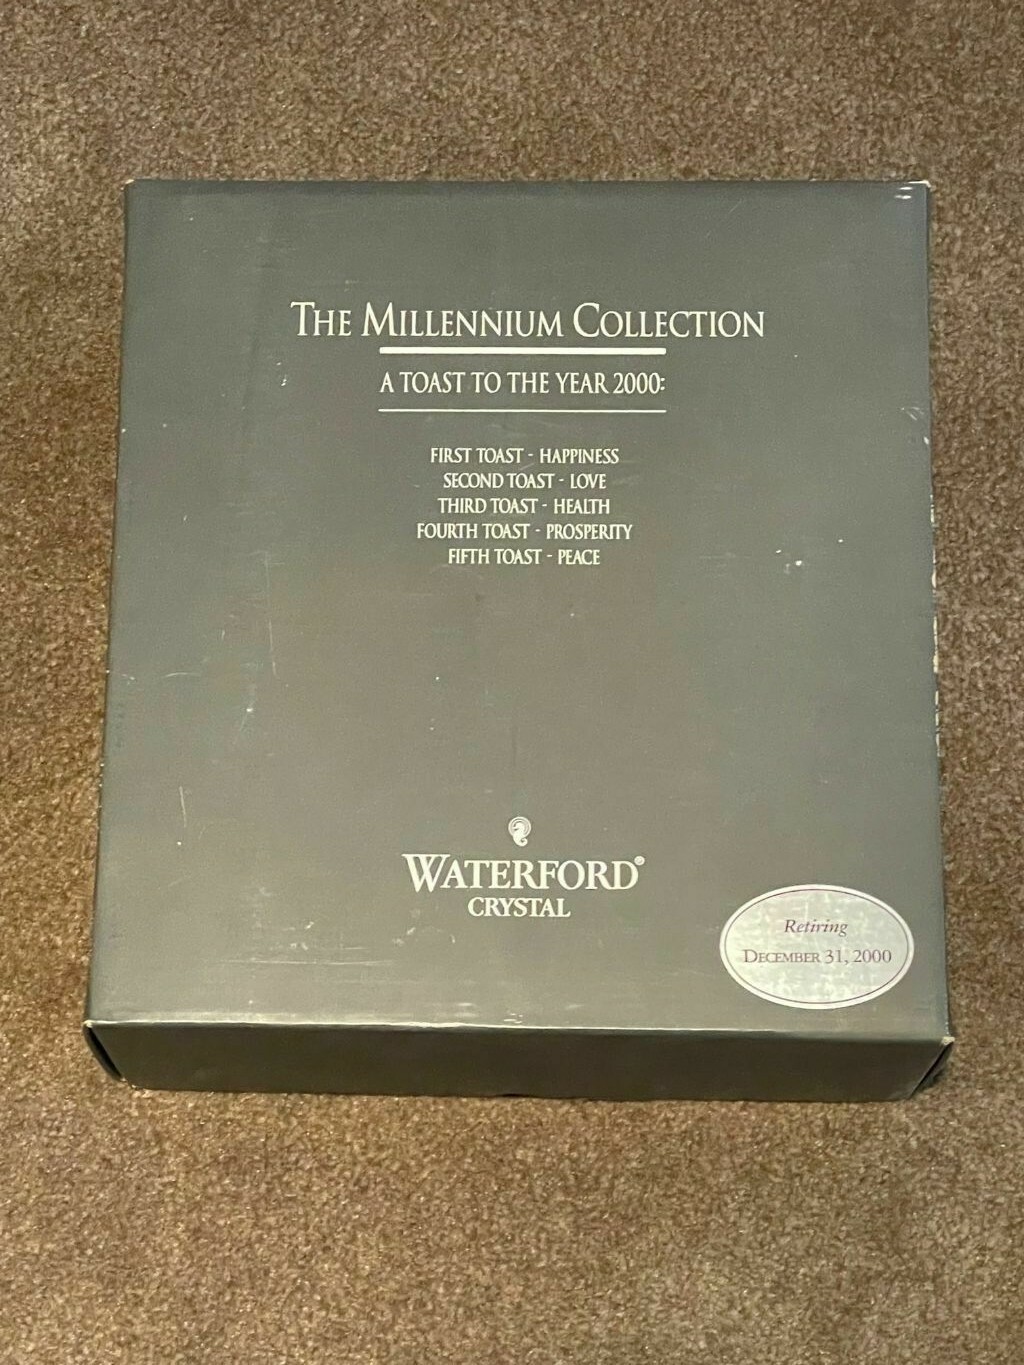 THE MILLENNIUM COLLECTION
A TOAST TO THE YEAR 2000:
FIRST TOAST - HAPPINESS
SECOND TOAST - LOVE
THIRD TOAST - HEALTH
FOURTH TOAST - PROSPERITY
FIFTH TOAST - PEACE
WATERFORD®
CRYSTAL
Retiring
DECEMBER 31, 2000